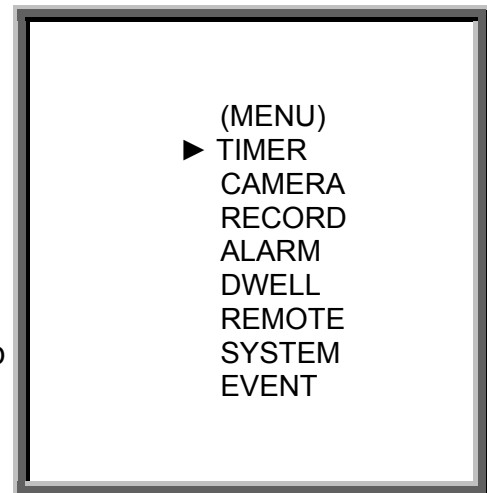 (MENU)
► TIMER
CAMERA
RECORD
ALARM
DWELL
REMOTE
SYSTEM
EVENT